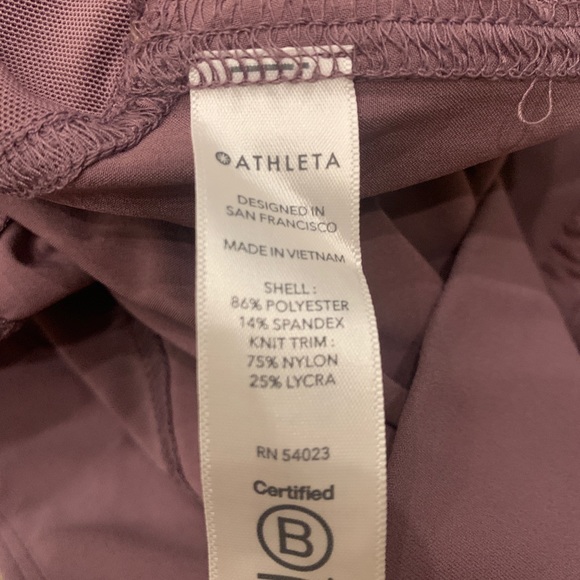 ATHLETA
DESIGNED IN
SAN FRANCISCO
MADE IN VIETNAM
SHELL :
86% POLYESTER
14% SPANDEX
KNIT TRIM :
75% NYLON
25% LYCRA
RN 54023
Certified
B